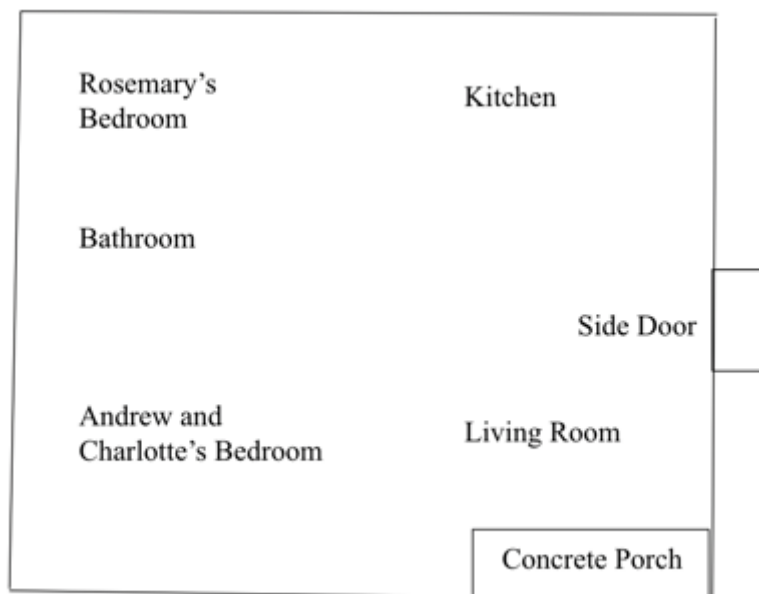 Rosemary’s
Bedroom
Kitchen
Bathroom
Side Door
Andrew and
Charlotte’s Bedroom
Living Room
Concrete Porch